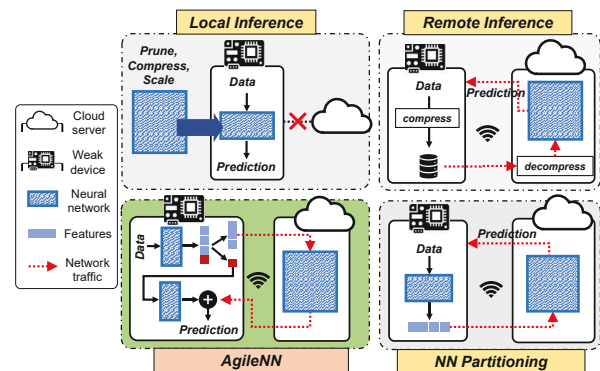 Local Inference
Remote Inference
Prune,
Compress,
Scale
Data
Prediction
Data
compress
Prediction
decompress
Cloud
server
Weak
device
Neural
network
Features
Network
traffic
Data
Prediction
Data
Prediction
AgileNN
NN Partitioning